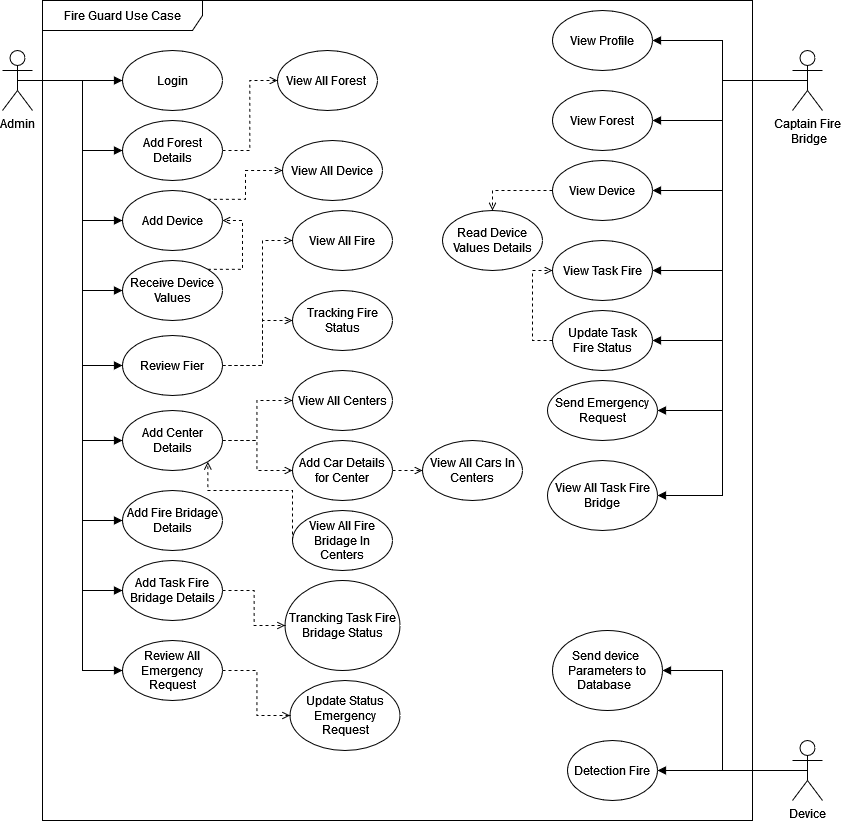 Fire Guard Use Case
Admin
Login
View All Forest
Add Forest
Details
View All Device
Add Device
View All Fire
Receive Device
Values
Tracking Fire
Status
Review Fier
View All Centers
Add Center
Details
Add Car Details
for Center
View All Cars In
Centers
Add Fire Bridage
Details
View All Fire
Bridage In
Centers
Add Task Fire
Bridage Details
Trancking Task Fire
Bridage Status
Review All
Emergency
Request
Update Status
Emergency
Request
View Profile
Captain Fire
Bridge
View Forest
View Device
Read Device
Values Details
View Task Fire
Update Task
Fire Status
Send Emergency
Request
View All Task Fire
Bridge
Send device
Parameters to
Database
Detection Fire
Device